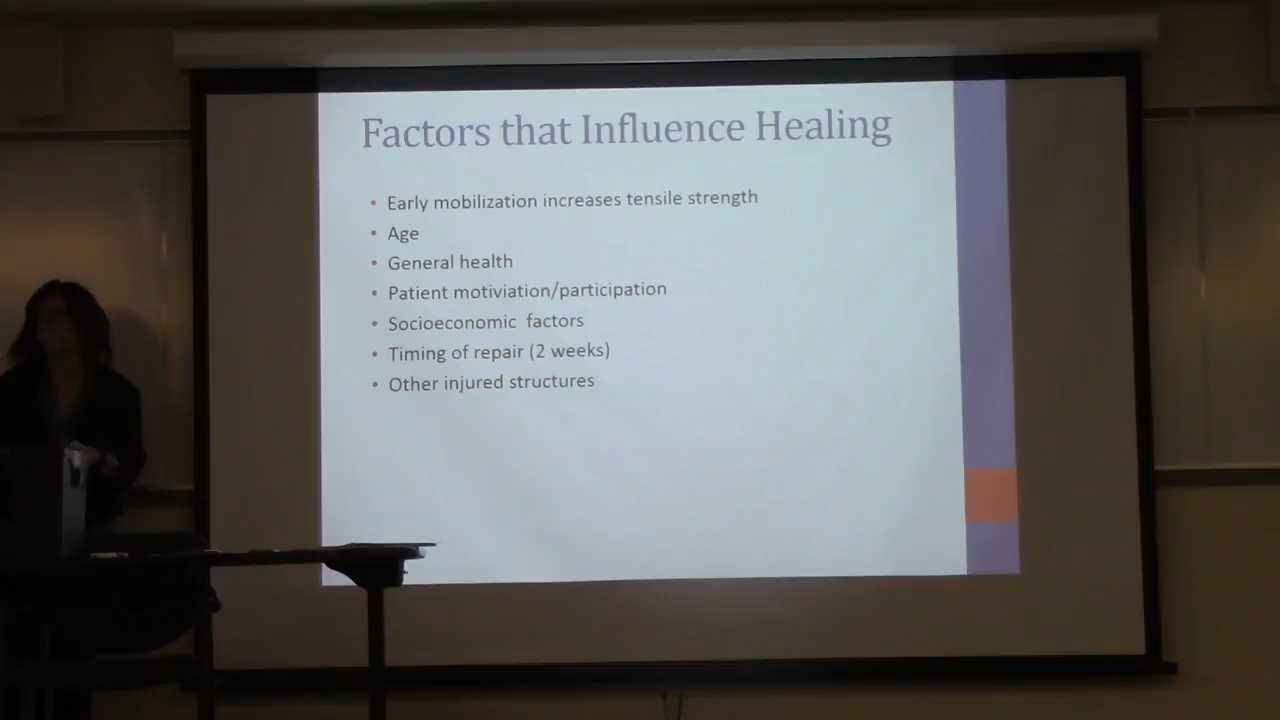 Factors that Influence Healing
• Early mobilization increases tensile strength
• Age
• General health
• Patient motiviation/participation
• Socioeconomic factors
• Timing of repair (2 weeks)
• Other injured structures